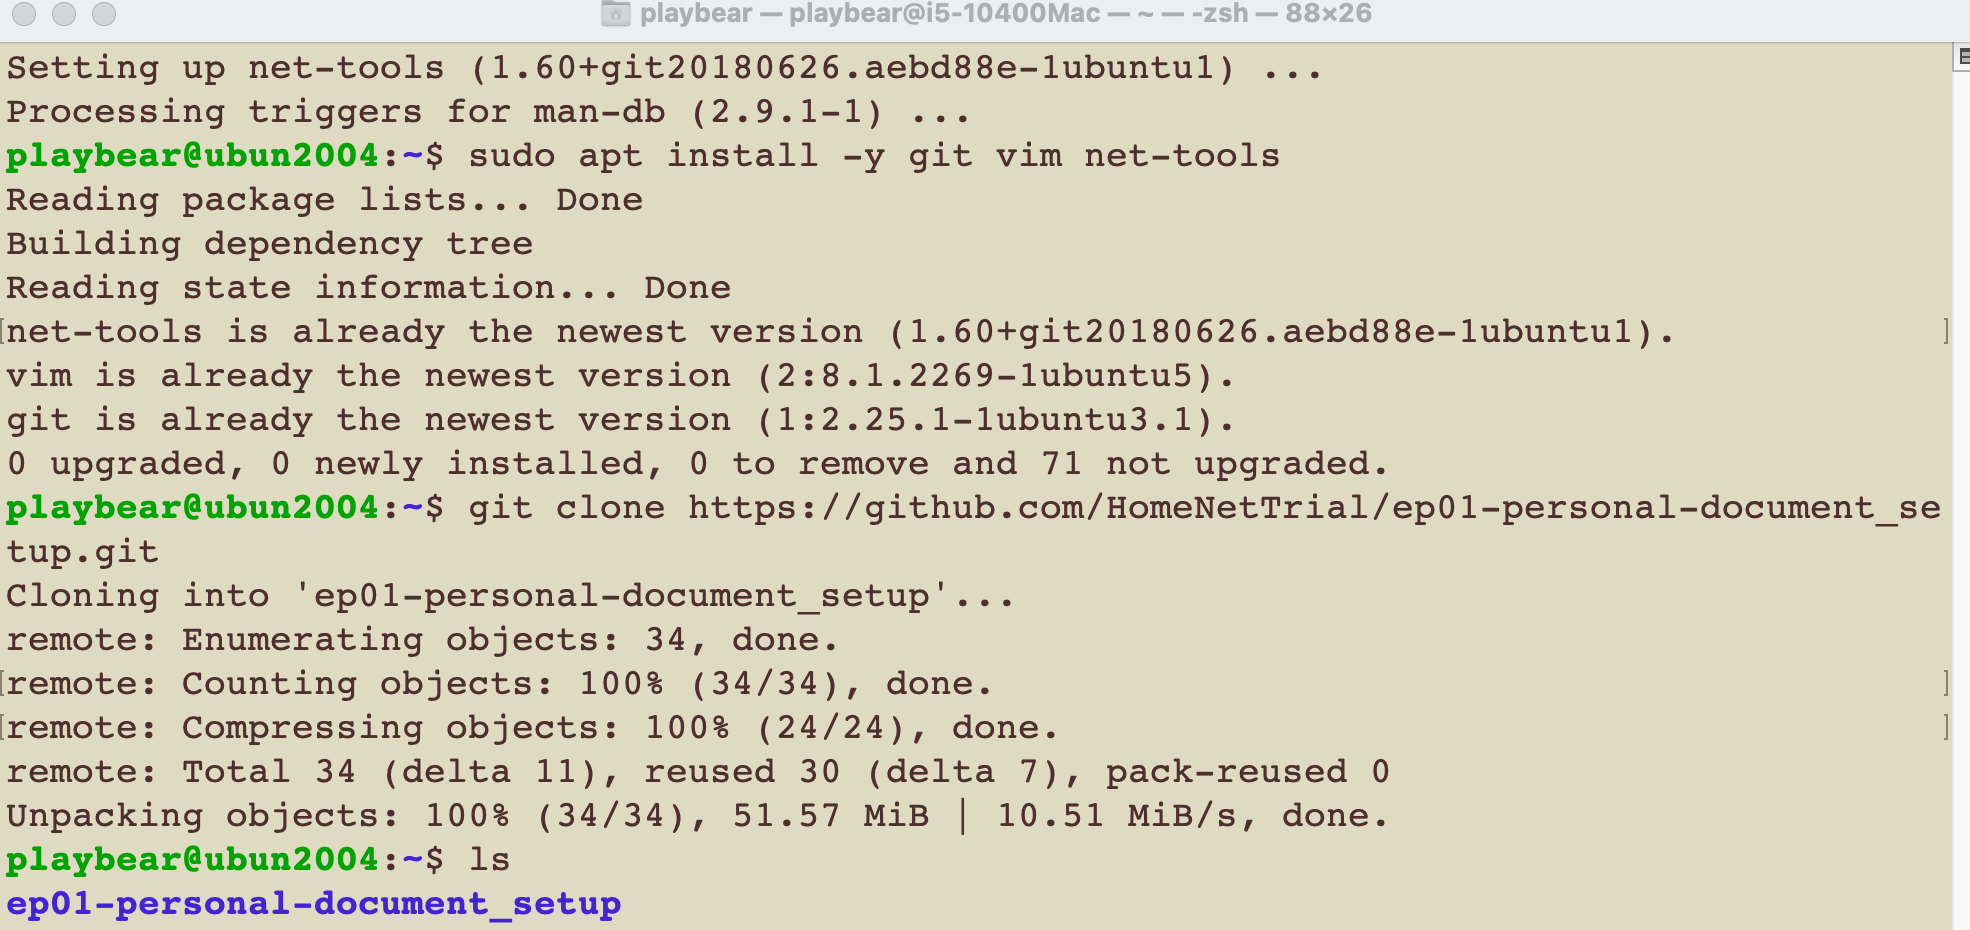 playbear — playbear@i5-10400Mac — ~ — -zsh — 88×26
Setting up net-tools (1.60+git20180626.aebd88e-1ubuntu1) ...
Processing triggers for man-db (2.9.1-1) ...
playbear@ubun2004:~$ sudo apt install -y git vim net-tools
Reading package lists... Done
Building dependency tree
Reading state information... Done
[net-tools is already the newest version (1.60+git20180626.aebd88e-1ubuntu1). ]
vim is already the newest version (2:8.1.2269-1ubuntu5).
git is already the newest version (1:2.25.1-1ubuntu3.1).
0 upgraded, 0 newly installed, 0 to remove and 71 not upgraded.
playbear@ubun2004:~$ git clone https://github.com/HomeNetTrial/ep01-personal-document_se
tup.git
Cloning into 'ep01-personal-document_setup'...
remote: Enumerating objects: 34, done.
[remote: Counting objects: 100% (34/34), done. ]
[remote: Compressing objects: 100% (24/24), done. ]
remote: Total 34 (delta 11), reused 30 (delta 7), pack-reused 0
Unpacking objects: 100% (34/34), 51.57 MiB | 10.51 MiB/s, done.
playbear@ubun2004:~$ ls
ep01-personal-document_setup